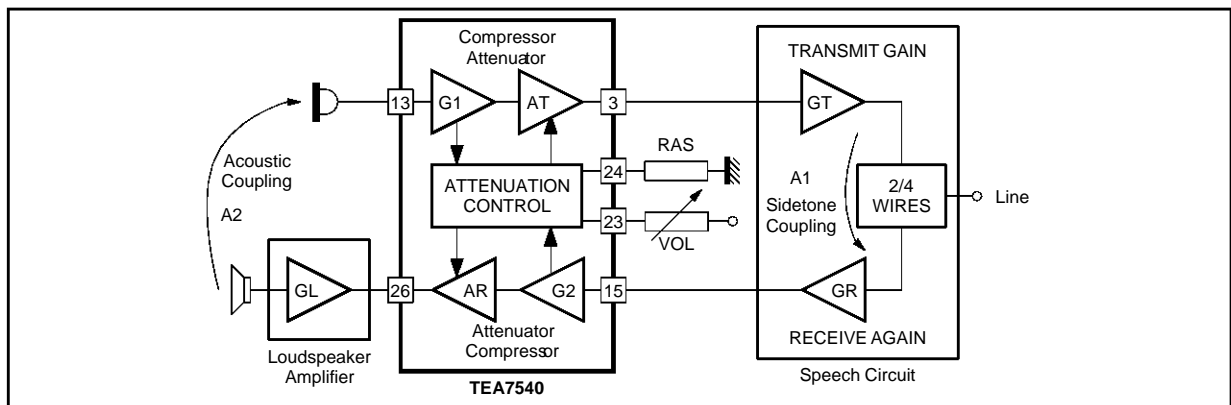 Compressor
Attenuator
TRANSMIT GAIN
13
G1
AT
3
GT
RAS
Acoustic
Coupling
A2
ATTENUATION
CONTROL
24
23
VOL
A1
Sidetone
Coupling
2/4
WIRES
Line
GL
26
AR
G2
15
GR
Attenuator
Compressor
RECEIVE AGAIN
Loudspeaker
Amplifier
TEA7540
Speech Circuit